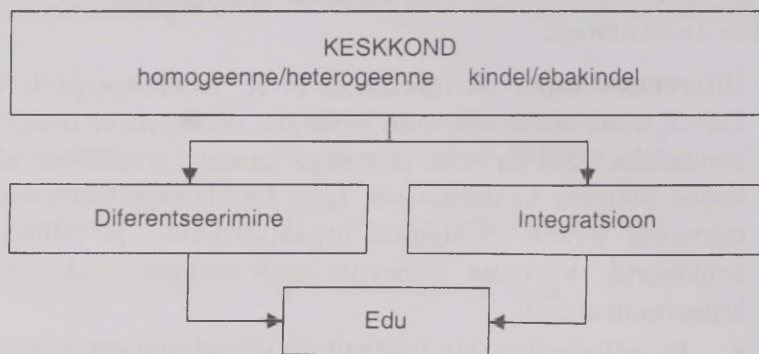 KESKKOND
homogeenne/heterogeenne kindel/ebakindel
Diferentseerimine Integratsioon
Edu